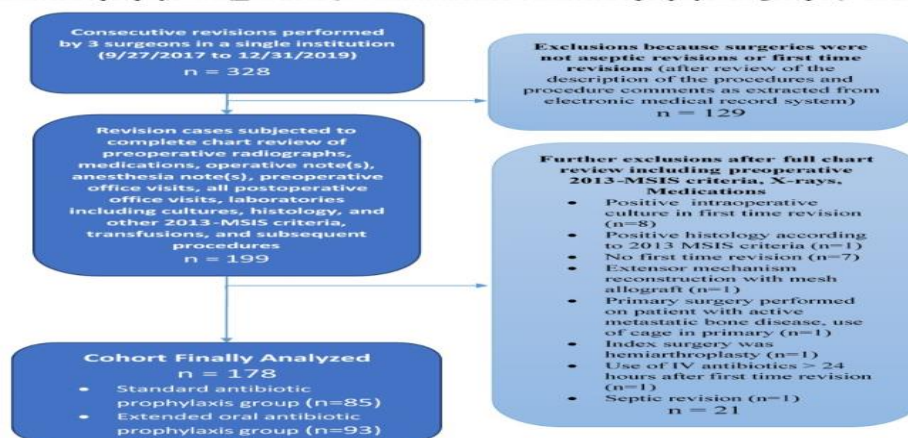 Consecutive revisions performed
by 3 surgeons in a single institution
(9/27/2017 to 12/31/2019)
n = 328
Exclusions because surgeries were
not aseptic revisions or first time
revisions (after review of the
description of the procedures and
procedure comments as extracted from
electronic medical record system)
n = 129
Revision cases subjected to
complete chart review of
preoperative radiographs,
medications, operative note(s),
anesthesia note(s), preoperative
office visits, all postoperative
office visits, laboratories
including cultures, histology, and
other 2013-MSIS criteria,
transfusions, and subsequent
procedures
n = 199
Further exclusions after full chart
review including preoperative
2013-MSIS criteria, X-rays,
Medications
• Positive intraoperative
culture in first time revision
(n=8)
• Positive histology according
to 2013 MSIS criteria (n=1)
• No first time revision (n=7)
• Extensor mechanism
reconstruction with mesh
allograft (n=1)
• Primary surgery performed
on patient with active
metastatic bone disease, use
of cage in primary (n=1)
• Index surgery was
hemiarthroplasty (n=1)
• Use of IV antibiotics > 24
hours after first time revision
(n=1)
• Septic revision (n=1)
n = 21
Cohort Finally Analyzed
n = 178
• Standard antibiotic
prophylaxis group (n=85)
• Extended oral antibiotic
prophylaxis group (n=93)